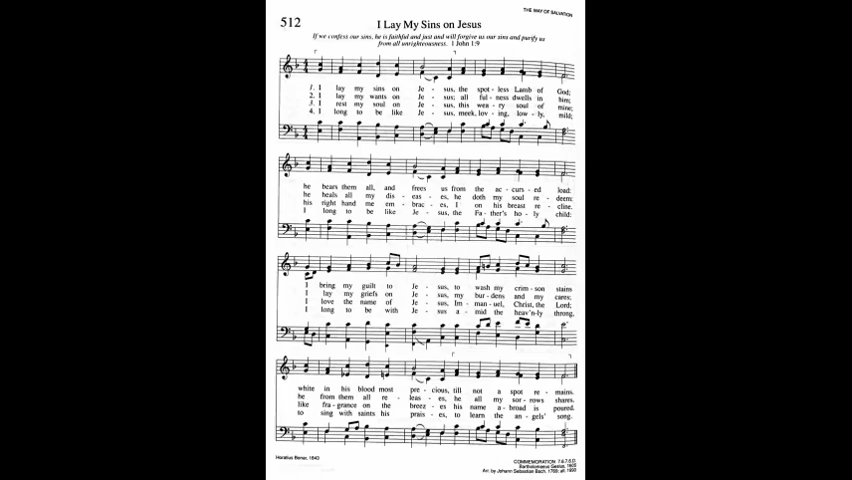 THE WAY OF SALVATION
512
I Lay My Sins on Jesus
If we confess our sins, he is faithful and just and will forgive us our sins and purify us
from all unrighteousness. 1 John 1:9
1. I lay my sins on Je - sus, the spot - less Lamb of God;
2. I lay my wants on Je - sus; all ful - ness dwells in him;
3. I rest my soul on Je - sus, this wea - ry soul of mine;
4. I long to be like Je - sus, meek, lov - ing, low - ly, mild;
he bears them all, and frees us from the ac - curs - ed load:
he heals all my dis - eas - es, he doth my soul re - deem:
his right hand me em - brac - es, I on his breast re - cline.
I long to be like Je - sus, the Fa - ther's ho - ly child:
I bring my guilt to Je - sus, to wash my crim - son stains
I lay my griefs on Je - sus, my bur - dens and my cares;
I love the name of Je - sus, Im - man - uel, Christ, the Lord;
I long to be with Je - sus a - mid the heav'n - ly throng,
white in his blood most pre - cious, till not a spot re - mains.
he from them all re - leas - es, he all my sor - rows shares.
like fra - grance on the breez - es his name a - broad is poured.
to sing with saints his prais - es, to learn the an - gels' song.
Horatius Bonar, 1843
COMMEMORATION 7.6.7.6.D.
Bartholomaeus Gesius, 1605
Arr. by Johann Sebastian Bach, 1769; alt. 1990